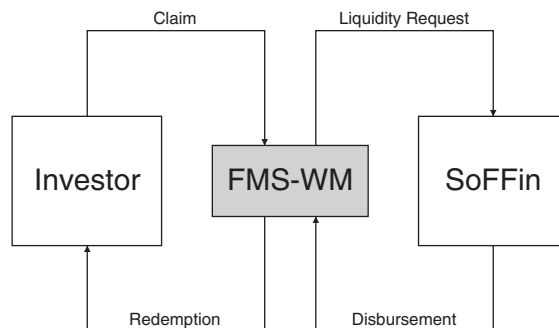 Claim
Liquidity Request
Investor
FMS-WM
SoFFin
Redemption
Disbursement